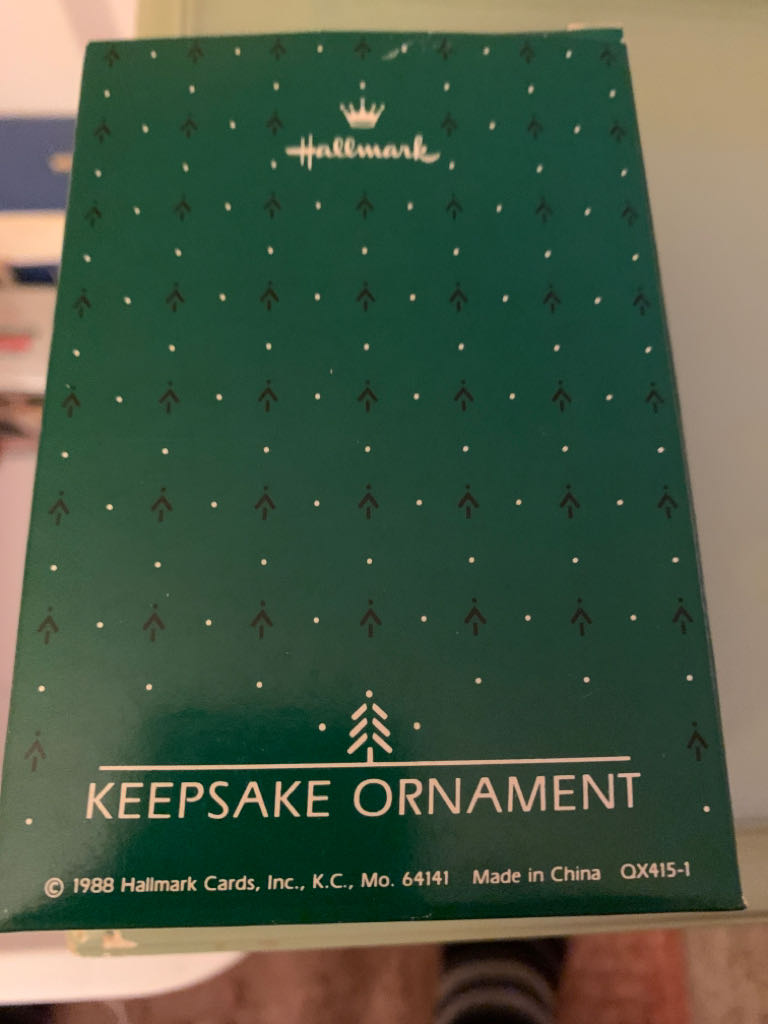 Hallmark
KEEPSAKE ORNAMENT
© 1988 Hallmark Cards, Inc., K.C., Mo. 64141 Made in China QX415-1